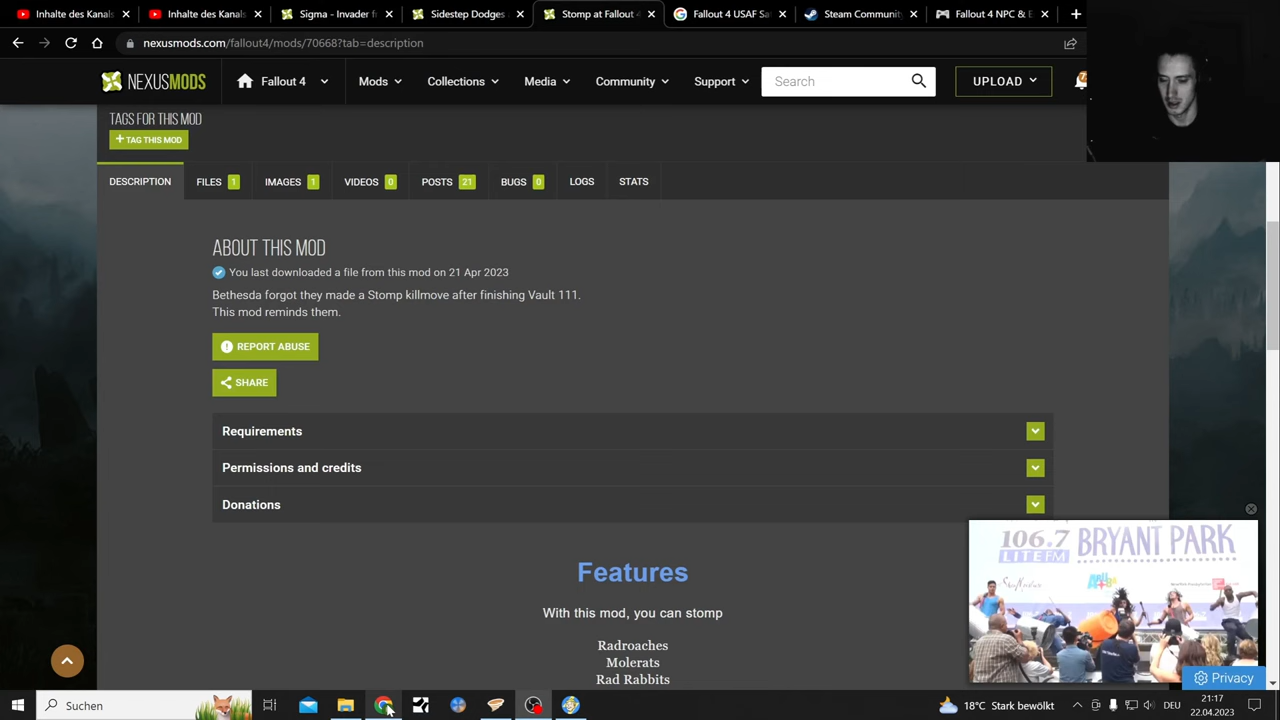 Inhalte des Kanals
Inhalte des Kanals
Sigma - Invader f
Sidestep Dodges
Stomp at Fallout 4
Fallout 4 USAF Sa
Steam Community
Fallout 4 NPC & E
nexusmods.com/fallout4/mods/70668?tab=description
NEXUSMODS
Fallout 4
Mods
Collections
Media
Community
Support
Search
UPLOAD
TAGS FOR THIS MOD
+ TAG THIS MOD
DESCRIPTION
FILES 1
IMAGES 1
VIDEOS 0
POSTS 21
BUGS 0
LOGS
STATS
ABOUT THIS MOD
You last downloaded a file from this mod on 21 Apr 2023
Bethesda forgot they made a Stomp killmove after finishing Vault 111.
This mod reminds them.
REPORT ABUSE
SHARE
Requirements
Permissions and credits
Donations
106.7
LITE FM
BRYANT PARK
Features
With this mod, you can stomp
Radroaches
Molerats
Rad Rabbits
Privacy
Suchen
18°C Stark bewölkt
DEU
21:17
22.04.2023